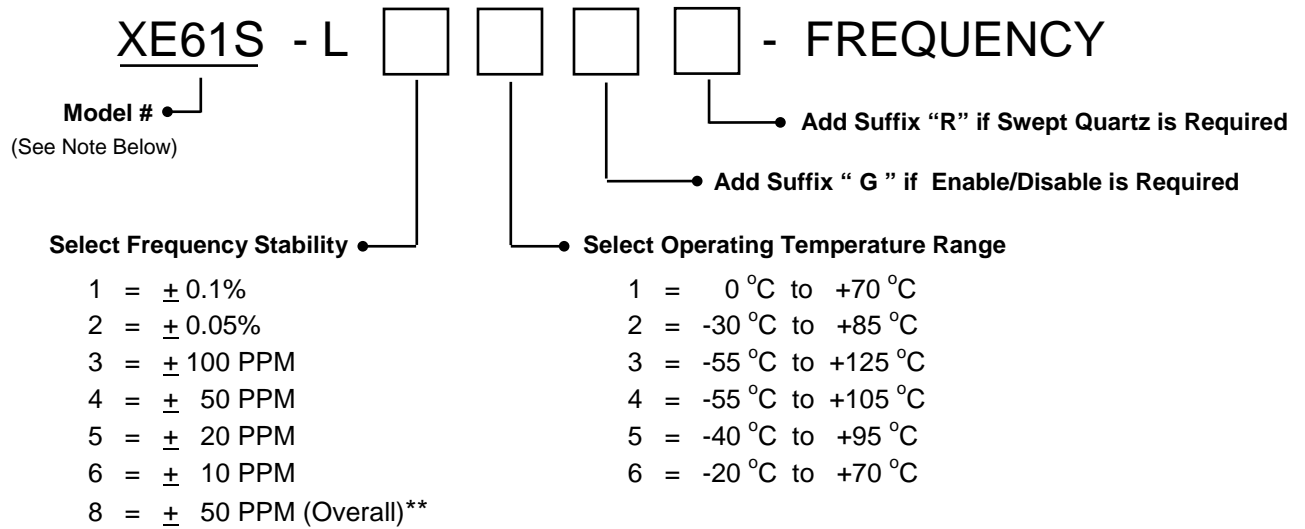 XE61S - L - FREQUENCY
Model #
(See Note Below)
Add Suffix “R” if Swept Quartz is Required
Add Suffix “ G ” if Enable/Disable is Required
Select Frequency Stability
1 = ± 0.1%
2 = ± 0.05%
3 = ± 100 PPM
4 = ± 50 PPM
5 = ± 20 PPM
6 = ± 10 PPM
8 = ± 50 PPM (Overall)**
Select Operating Temperature Range
1 = 0 °C to +70 °C
2 = -30 °C to +85 °C
3 = -55 °C to +125 °C
4 = -55 °C to +105 °C
5 = -40 °C to +95 °C
6 = -20 °C to +70 °C